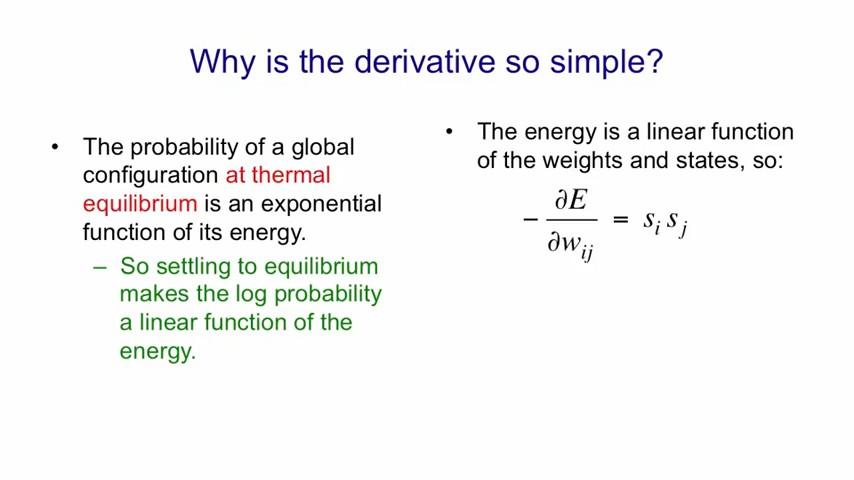 Why is the derivative so simple?
• The probability of a global
configuration at thermal
equilibrium is an exponential
function of its energy.
– So settling to equilibrium
makes the log probability
a linear function of the
energy.
• The energy is a linear function
of the weights and states, so:
− ∂E/∂w_ij = s_i s_j